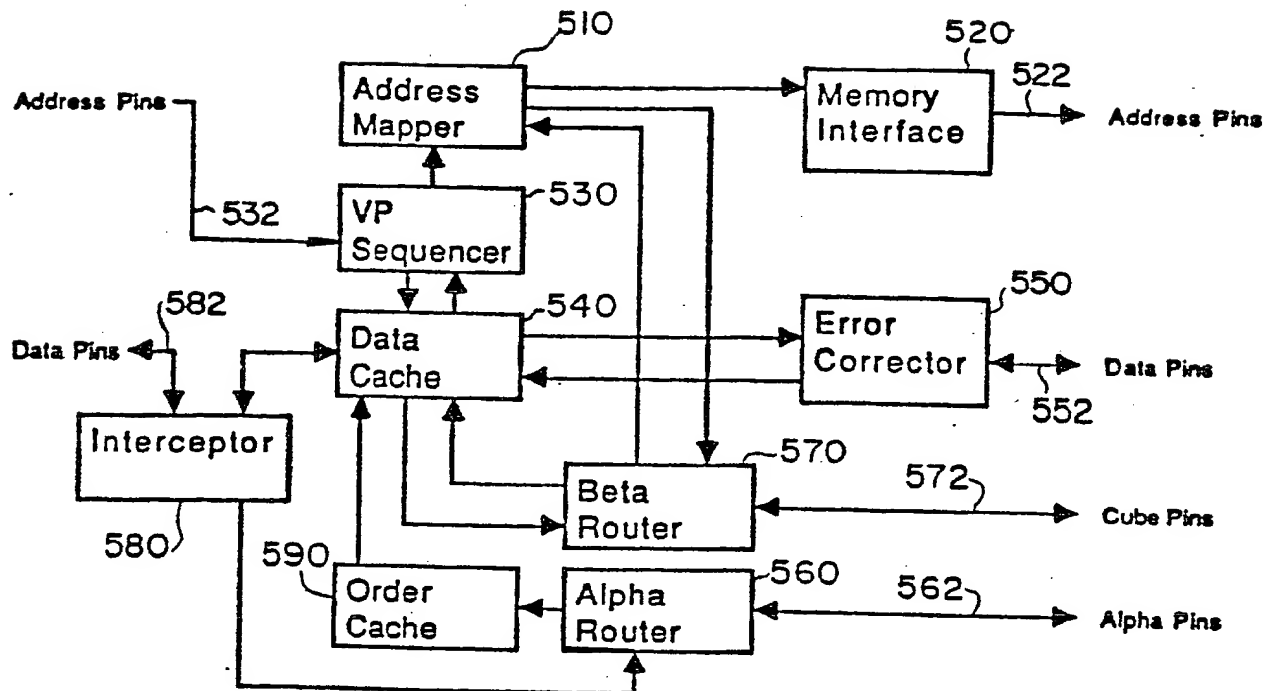 510
520
Address Pins
Address
Mapper
Memory
Interface
522
Address Pins
530
532
VP
Sequencer
582
540
550
Data Pins
Data
Cache
Error
Corrector
Data Pins
552
Interceptor
570
572
580
Beta
Router
Cube Pins
590
560
562
Order
Cache
Alpha
Router
Alpha Pins